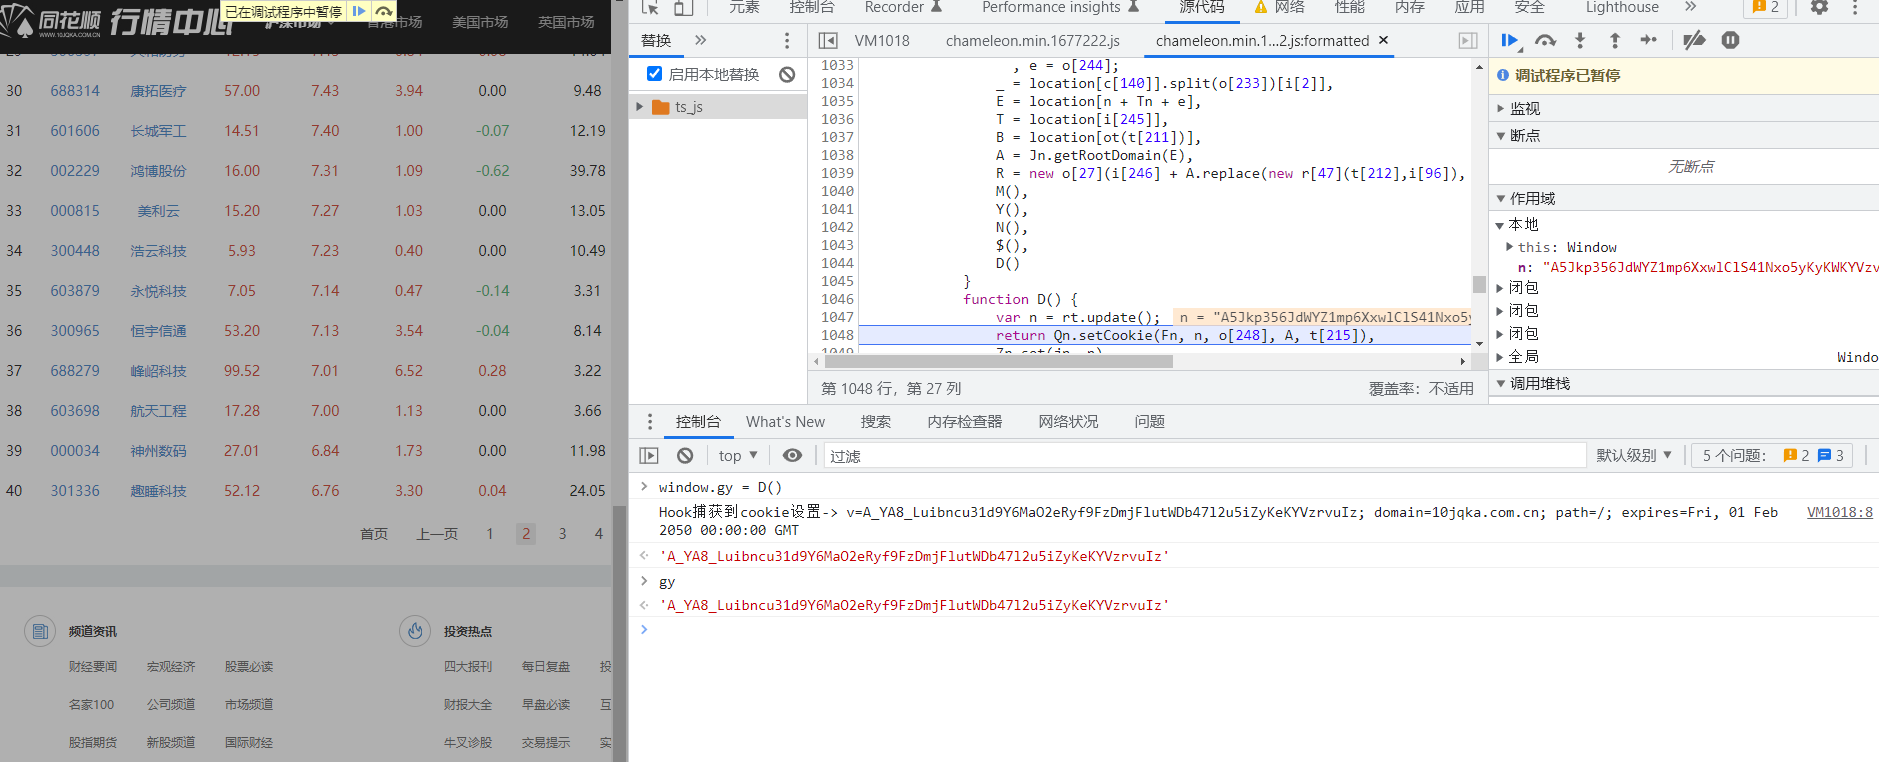 同花顺 行情中心 沪深市场 香港市场 美国市场 英国市场
WWW.10JQKA.COM.CN
已在调试程序中暂停
30 688314 康拓医疗 57.00 7.43 3.94 0.00 9.48
31 601606 长城军工 14.51 7.40 1.00 -0.07 12.19
32 002229 鸿博股份 16.00 7.31 1.09 -0.62 39.78
33 000815 美利云 15.20 7.27 1.03 0.00 13.05
34 300448 浩云科技 5.93 7.23 0.40 0.00 10.49
35 603879 永悦科技 7.05 7.14 0.47 -0.14 3.31
36 300965 恒宇信通 53.20 7.13 3.54 -0.04 8.14
37 688279 峰岹科技 99.52 7.01 6.52 0.28 3.22
38 603698 航天工程 17.28 7.00 1.13 0.00 3.66
39 000034 神州数码 27.01 6.84 1.73 0.00 11.98
40 301336 趣睡科技 52.12 6.76 3.30 0.04 24.05
首页 上一页 1 2 3 4
频道资讯 投资热点
财经要闻 宏观经济 股票必读 四大报刊 每日复盘 投
名家100 公司频道 市场频道 财报大全 早盘必读 互
股指期货 新股频道 国际财经 牛叉诊股 交易提示 实
元素 控制台 Recorder Performance insights 源代码 网络 性能 内存 应用 安全 Lighthouse 2
替换 VM1018 chameleon.min.1677222.js chameleon.min.1...2.js:formatted
启用本地替换
ts_js
1033 , e = o[244];
1034 _ = location[c[140]].split(o[233])[i[2]],
1035 E = location[n + Tn + e],
1036 T = location[i[245]],
1037 B = location[ot(t[211])],
1038 A = Jn.getRootDomain(E),
1039 R = new o[27](i[246] + A.replace(new r[47](t[212],i[96]),
1040 M(),
1041 Y(),
1042 N(),
1043 $(),
1044 D()
1045 }
1046 function D() {
1047 var n = rt.update(); n = "A5Jkp356JdWYZ1mp6XxwlClS41Nxo5y
1048 return Qn.setCookie(Fn, n, o[248], A, t[215]),
1049 Zn.set(jn, n)
第 1048 行，第 27 列 覆盖率：不适用
调试程序已暂停
监视
断点
无断点
作用域
本地
this: Window
n: "A5Jkp356JdWYZ1mp6XxwlClS41Nxo5yKyKWKYVzv
闭包
闭包
闭包
全局 Windo
调用堆栈
控制台 What's New 搜索 内存检查器 网络状况 问题
top 过滤 默认级别 5 个问题： 2 3
window.gy = D()
Hook捕获到cookie设置-> v=A_YA8_Luibncu31d9Y6MaO2eRyf9FzDmjFlutWDb47l2u5iZyKeKYVzrvuIz; domain=10jqka.com.cn; path=/; expires=Fri, 01 Feb VM1018:8
2050 00:00:00 GMT
'A_YA8_Luibncu31d9Y6MaO2eRyf9FzDmjFlutWDb47l2u5iZyKeKYVzrvuIz'
gy
'A_YA8_Luibncu31d9Y6MaO2eRyf9FzDmjFlutWDb47l2u5iZyKeKYVzrvuIz'